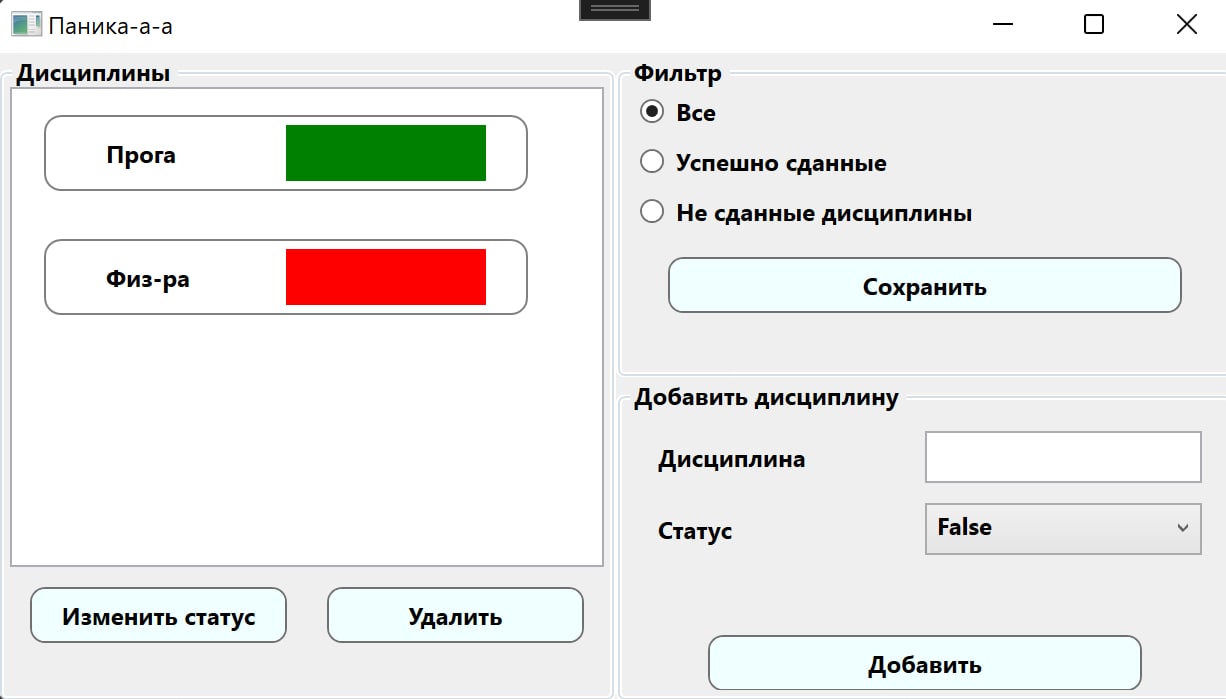 Паника-а-а
Дисциплины
Прога
Физ-ра
Изменить статус
Удалить
Фильтр
Все
Успешно сданные
Не сданные дисциплины
Сохранить
Добавить дисциплину
Дисциплина
Статус
False
Добавить